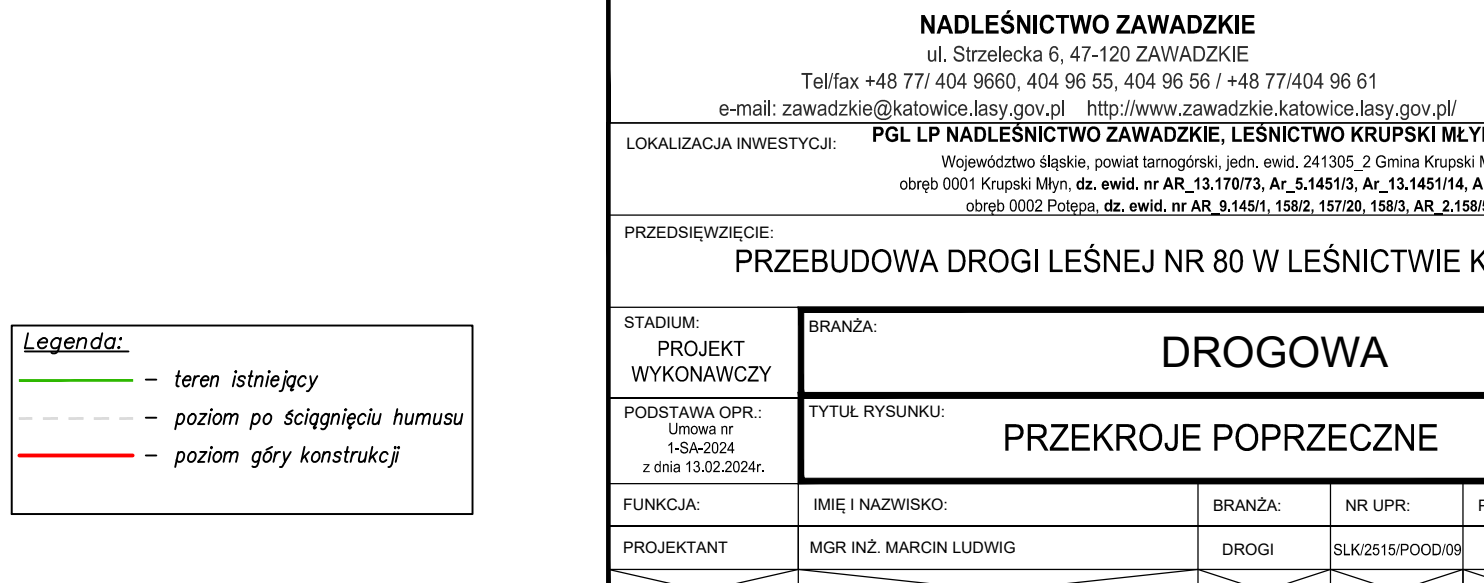 NADLEŚNICTWO ZAWADZKIE
ul. Strzelecka 6, 47-120 ZAWADZKIE
Tel/fax +48 77/ 404 9660, 404 96 55, 404 96 56 / +48 77/404 96 61
e-mail: zawadzkie@katowice.lasy.gov.pl http://www.zawadzkie.katowice.lasy.gov.pl/
LOKALIZACJA INWESTYCJI: PGL LP NADLEŚNICTWO ZAWADZKIE, LEŚNICTWO KRUPSKI
Województwo śląskie, powiat tarnogórski, jedn. ewid. 241305_2 Gmina Krupski
obręb 0001 Krupski Młyn, dz. ewid. nr AR_13.170/73, Ar_5.1451/3, Ar_13.1451/14,
obręb 0002 Potępa, dz. ewid. nr AR_9.145/1, 158/2, 157/20, 158/3,
PRZEDSIĘWZIĘCIE:
PRZEBUDOWA DROGI LEŚNEJ NR 80 W LEŚNICTWIE
STADIUM:
PROJEKT
WYKONAWCZY
BRANŻA:
DROGOWA
PODSTAWA OPR.:
Umowa nr
1-SA-2024
z dnia 13.02.2024r.
TYTUŁ RYSUNKU:
PRZEKROJE POPRZECZNE
FUNKCJA: IMIĘ I NAZWISKO: BRANŻA: NR UPR:
PROJEKTANT MGR INŻ. MARCIN LUDWIG DROGI SLK/2515/POOD/09
Legenda:
– teren istniejący
– poziom po ściągnięciu humusu
– poziom góry konstrukcji